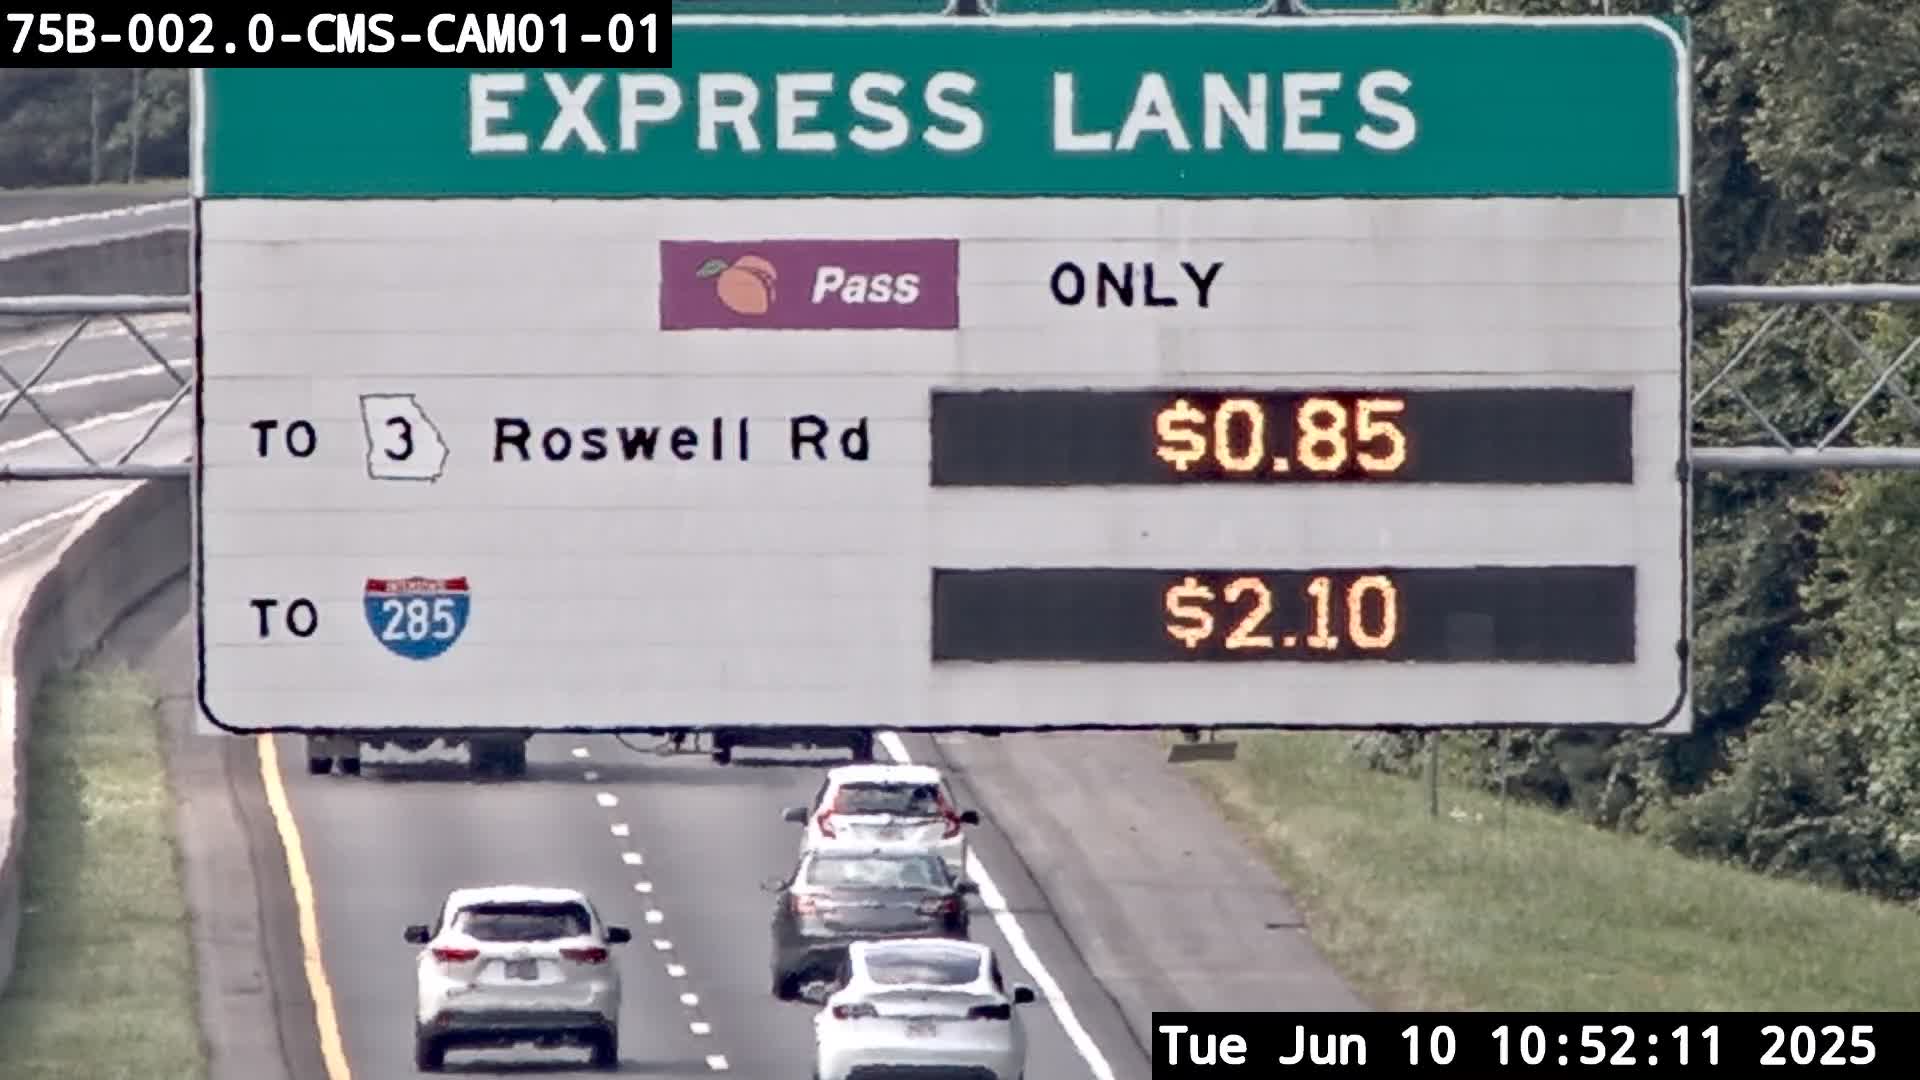 75B-002.0-CMS-CAM01-01
EXPRESS LANES
Pass ONLY
TO 3 Roswell Rd $0.85
TO INTERSTATE 285 $2.10
Tue Jun 10 10:52:11 2025